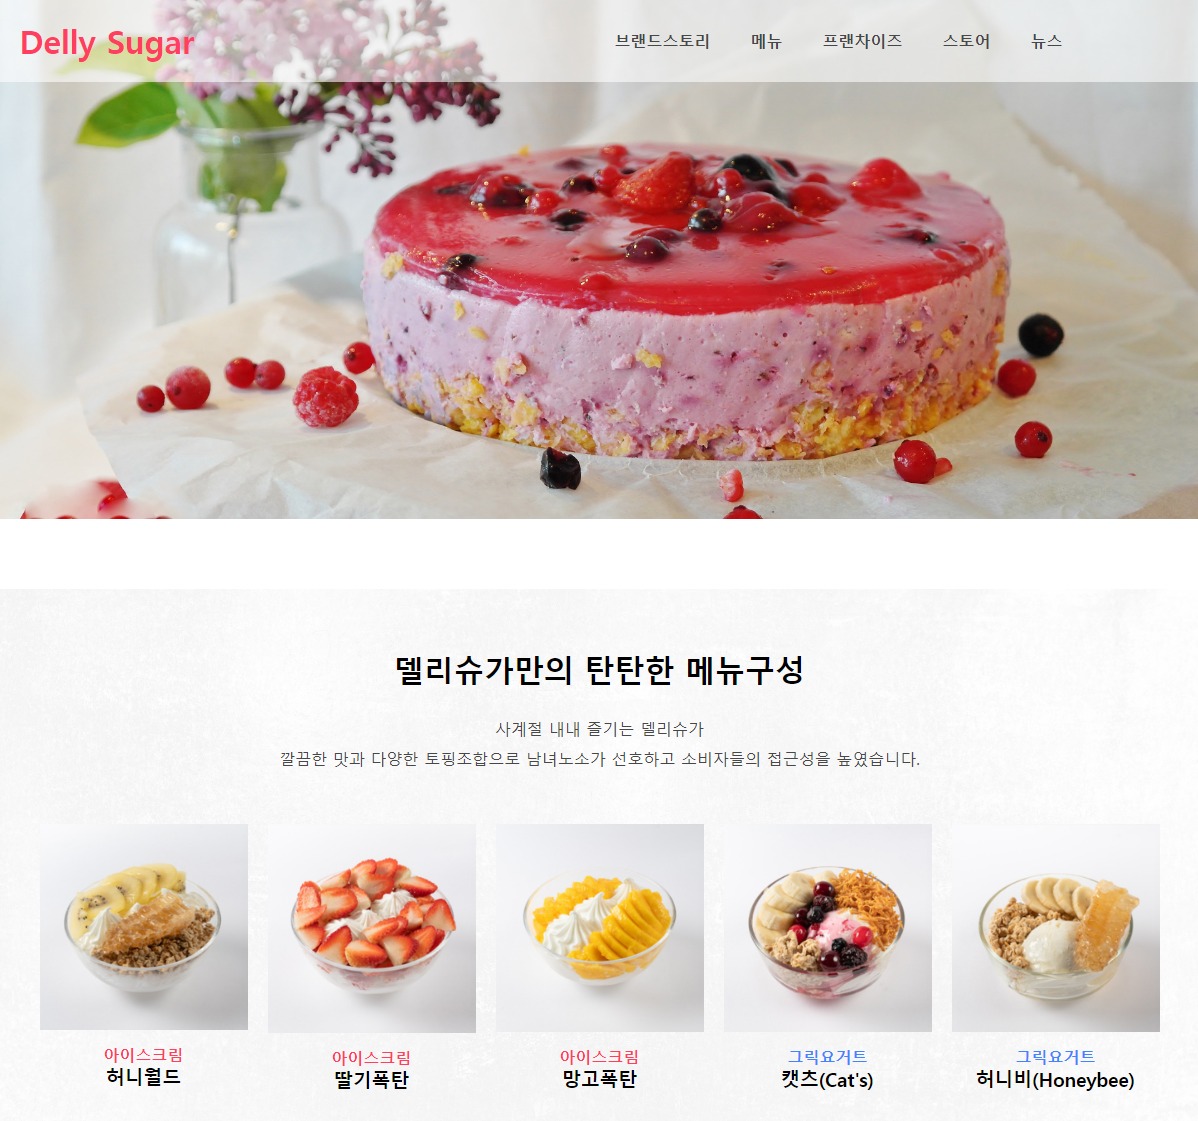 Delly Sugar
브랜드스토리 메뉴 프랜차이즈 스토어 뉴스
델리슈가만의 탄탄한 메뉴구성
사계절 내내 즐기는 델리슈가
깔끔한 맛과 다양한 토핑조합으로 남녀노소가 선호하고 소비자들의 접근성을 높였습니다.
아이스크림
허니월드
아이스크림
딸기폭탄
아이스크림
망고폭탄
그릭요거트
캣츠(Cat's)
그릭요거트
허니비(Honeybee)